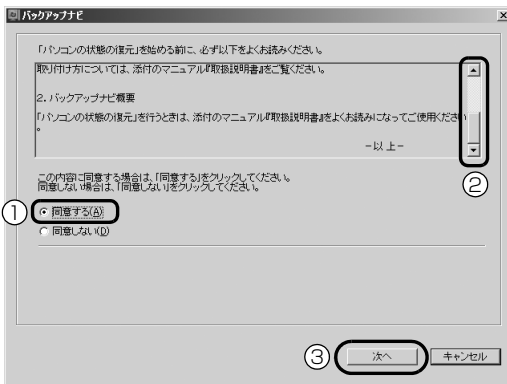 バックアップナビ
「パソコンの状態の復元」を始める前に、必ず以下をよくお読みください。
取り付け方については、添付のマニュアル『取扱説明書』をご覧ください。
2. バックアップナビ概要
「パソコンの状態の復元」を行うときは、添付のマニュアル『取扱説明書』をよくお読みになってご使用ください
。
-以上-
②
この内容に同意する場合は、「同意する」をクリックしてください。
同意しない場合は、「同意しない」をクリックしてください。
① 同意する(A)
同意しない(D)
③ 次へ キャンセル